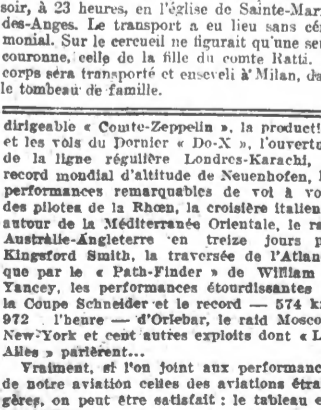 soir, à 23 heures, en l'église de Sainte-Mar
des-Anges. Le transport a eu lieu sans cé
monial. Sur le cercueil ne figurait qu'une se
couronne, celle de la fille du comte Ratti.
corps sera transporté et enseveli à Milan, da
le tombeau de famille.
dirigeable « Comte-Zeppelin », la producti
et les vols du Dornier « Do-X », l'ouvertu
de la ligne régulière Londres-Karachi,
record mondial d'altitude de Neuenhofen, l
performances remarquables de vol à vo
des pilotes de la Rhœn, la croisière italien
autour de la Méditerranée Orientale, le ra
Australie-Angleterre en treize jours p
Kingsford Smith, la traversée de l'Atlan
que par le « Path-Finder » de William
Yancey, les performances étourdissantes
la Coupe Schneider et le record — 574 k
972 l'heure — d'Orlebar, le raid Mosco
New-York et cent autres exploits dont « L
Ailes » parlèrent...
Vraiment, si l'on joint aux performanc
de notre aviation celles des aviations étra
gères, on peut être satisfait : le tableau e